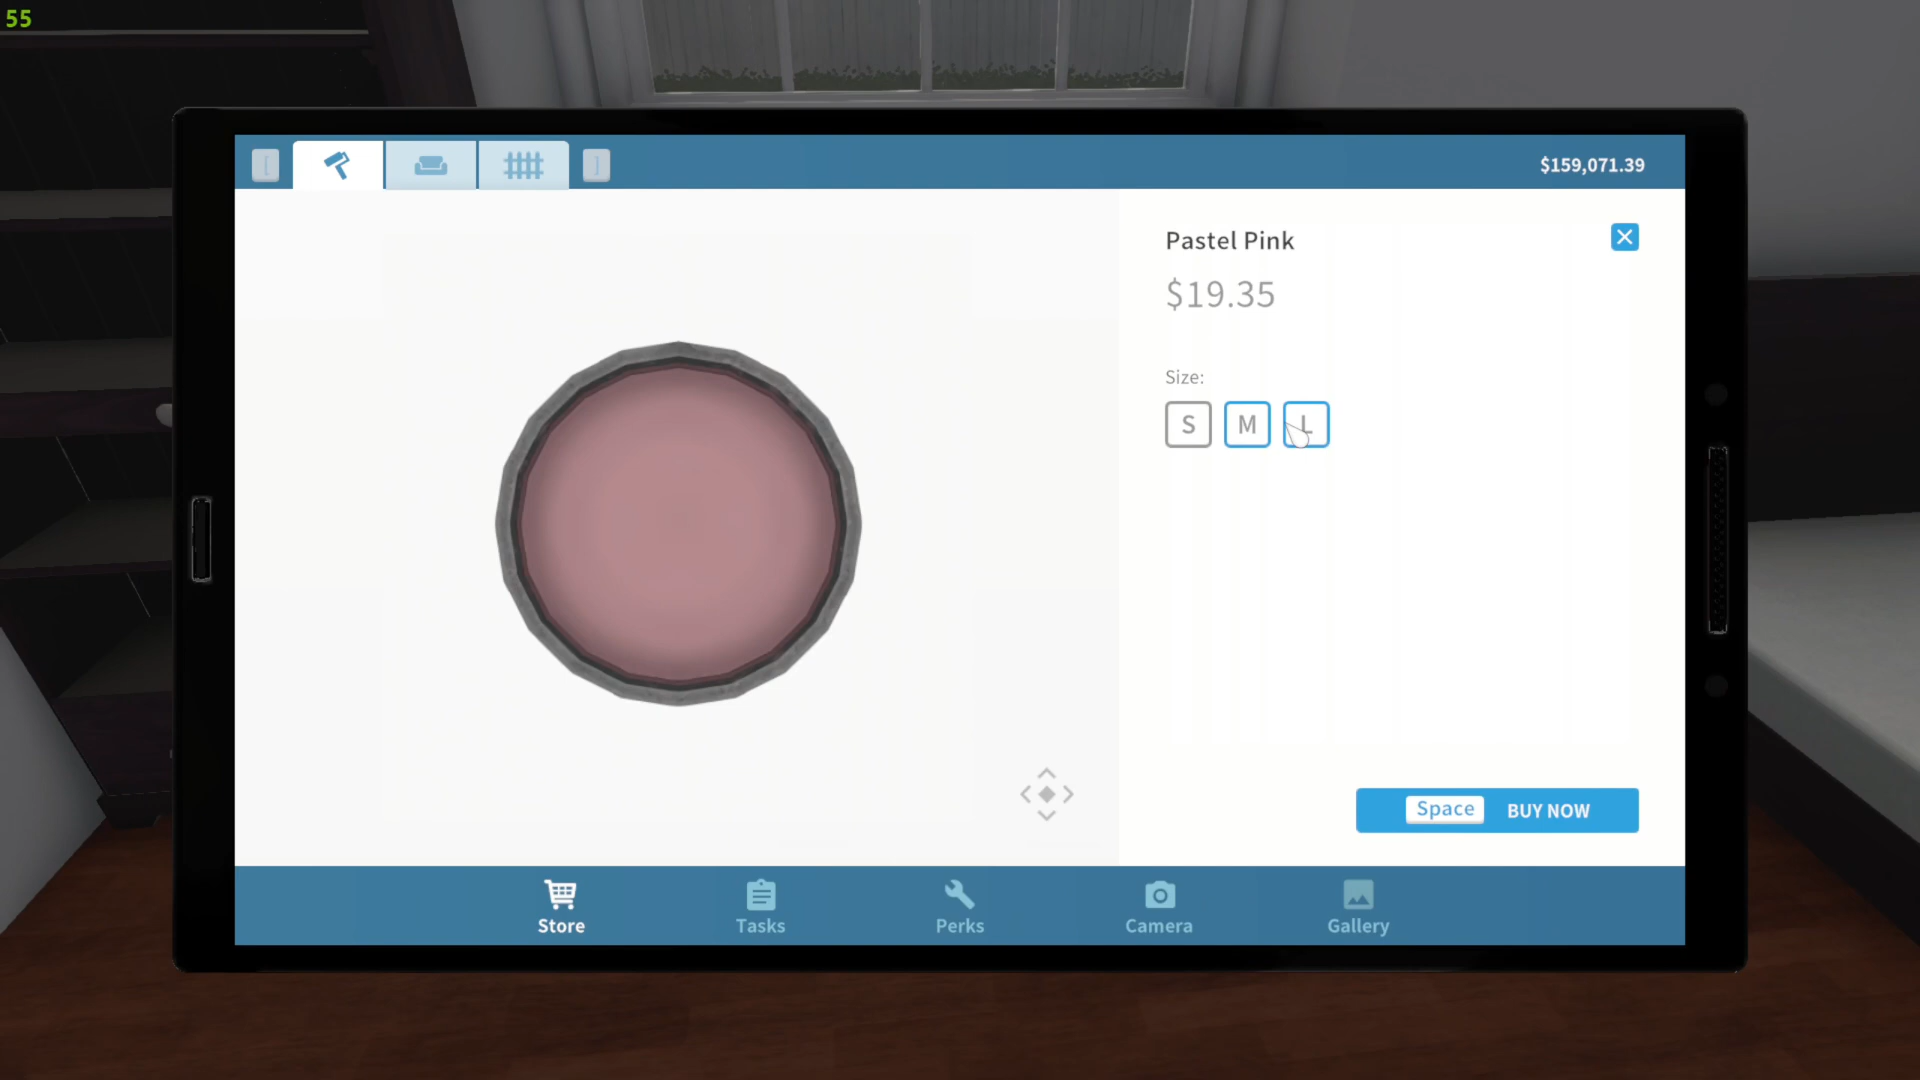 55
[
]
$159,071.39
Pastel Pink
$19.35
Size:
S M L
Space BUY NOW
Store Tasks Perks Camera Gallery